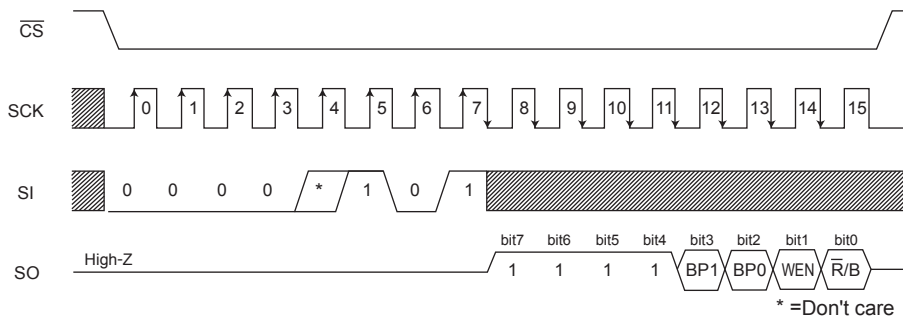 CS
SCK 0 1 2 3 4 5 6 7 8 9 10 11 12 13 14 15
SI 0 0 0 0 * 1 0 1
bit7 bit6 bit5 bit4 bit3 bit2 bit1 bit0
SO High-Z 1 1 1 1 BP1 BP0 WEN R̅/B
* =Don't care